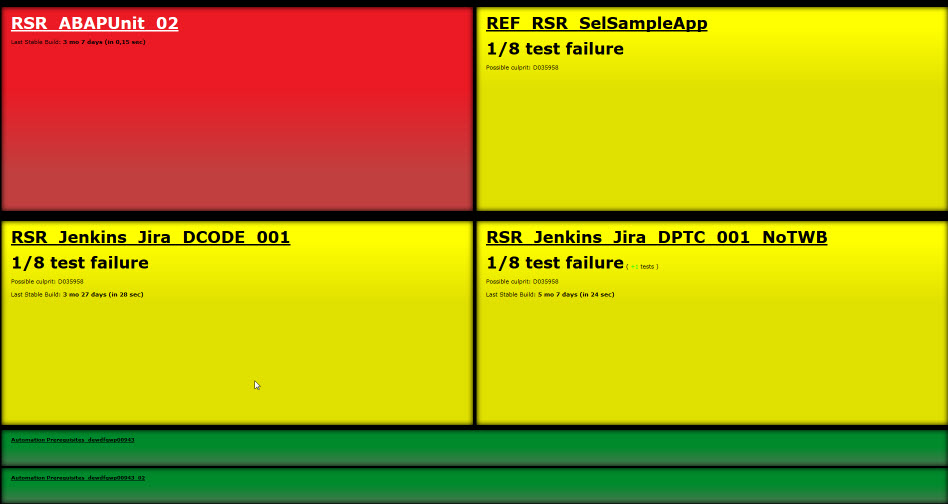 RSR_ABAPUnit_02
Last Stable Build: 3 mo 7 days (in 0,15 sec)
REF_RSR_SelSampleApp
1/8 test failure
Possible culprit: D035958
RSR_Jenkins_Jira_DCODE_001
1/8 test failure
Possible culprit: D035958
Last Stable Build: 3 mo 27 days (in 28 sec)
RSR_Jenkins_Jira_DPTC_001_NoTWB
1/8 test failure ( +1 tests )
Possible culprit: D035958
Last Stable Build: 5 mo 7 days (in 24 sec)
Automation Prerequisites
Automation Prerequisites